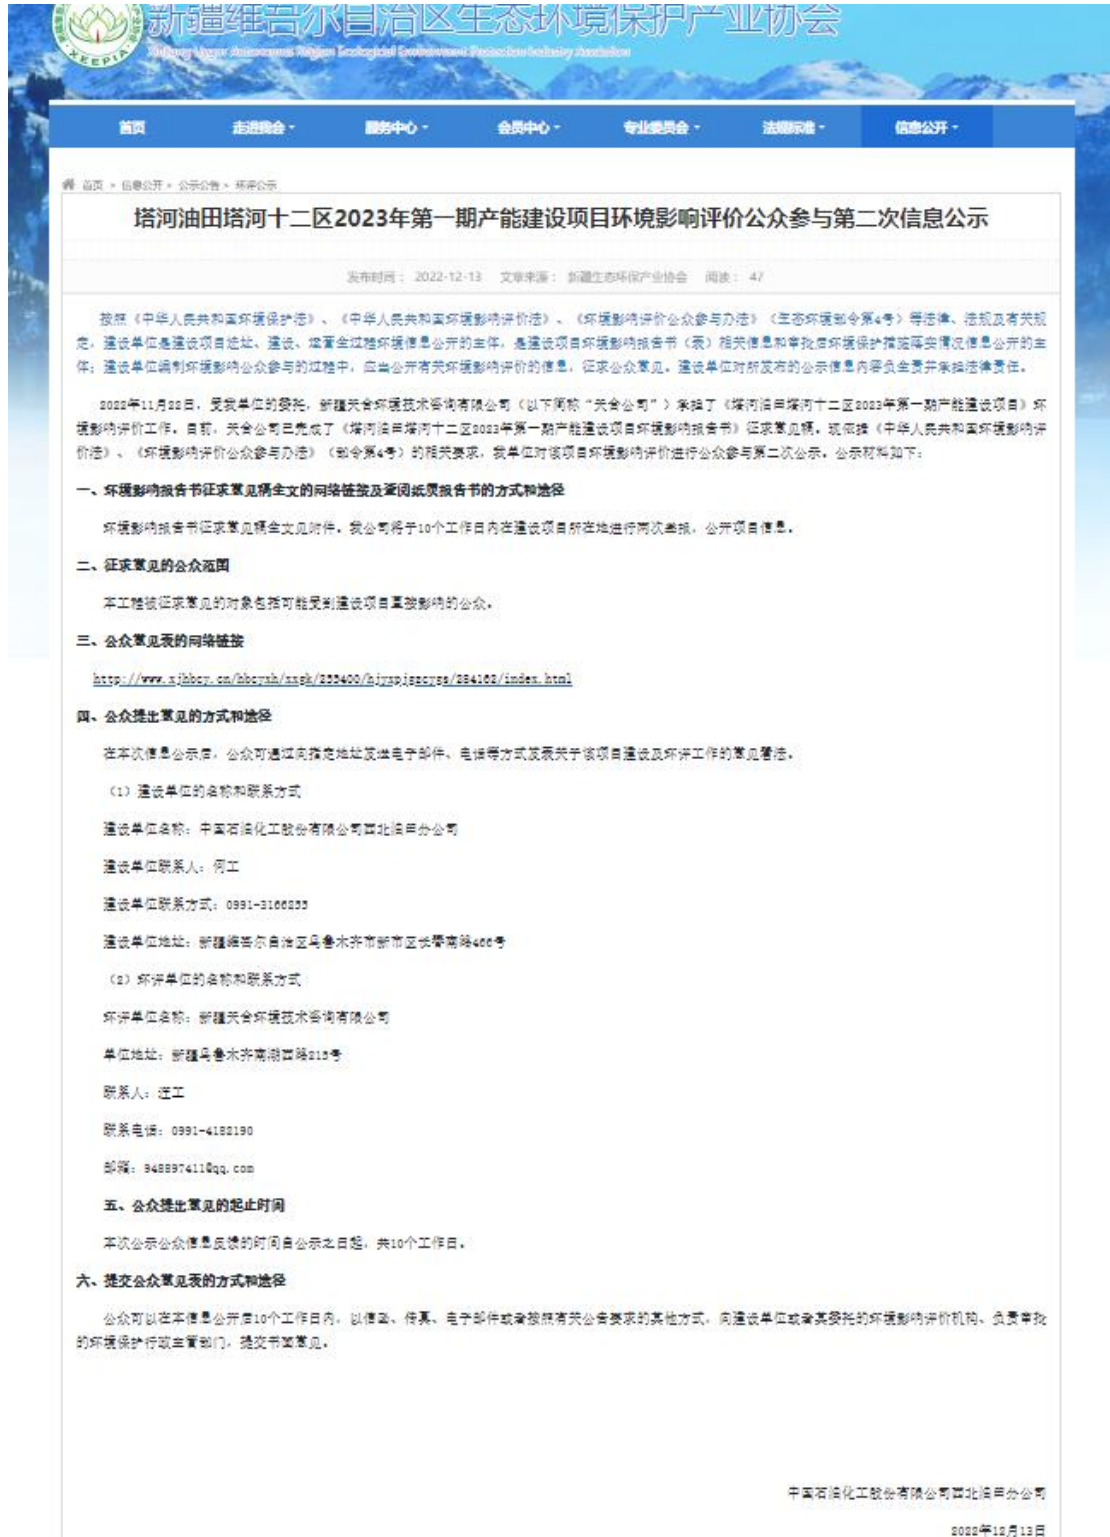 新疆维吾尔自治区生态环境保护产业协会
Xinjiang Uygur Autonomous Region Ecological Environment Protection Industry Association
XEEPIA
首页 走进我会 服务中心 会员中心 专业委员会 法规标准 信息公开
首页 > 信息公开 > 公示公告 > 环评公示
塔河油田塔河十二区2023年第一期产能建设项目环境影响评价公众参与第二次信息公示
发布时间： 2022-12-13 文章来源： 新疆生态环保产业协会 阅读： 47
按照《中华人民共和国环境保护法》、《中华人民共和国环境影响评价法》、《环境影响评价公众参与办法》（生态环境部令第4号）等法律、法规及有关规
定，建设单位是建设项目选址、建设、运营全过程环境信息公开的主体，是建设项目环境影响报告书（表）相关信息和审批后环境保护措施落实情况信息公开的主
体；建设单位编制环境影响公众参与的过程中，应当公开有关环境影响评价的信息，征求公众意见。建设单位对所发布的公示信息内容负全责并承担法律责任。
2022年11月22日，受我单位的委托，新疆天合环境技术咨询有限公司（以下简称“天合公司”）承担了《塔河油田塔河十二区2023年第一期产能建设项目》环
境影响评价工作。目前，天合公司已完成了《塔河油田塔河十二区2023年第一期产能建设项目环境影响报告书》征求意见稿。现依据《中华人民共和国环境影响评
价法》、《环境影响评价公众参与办法》（部令第4号）的相关要求，我单位对该项目环境影响评价进行公众参与第二次公示。公示材料如下：
一、环境影响报告书征求意见稿全文的网络链接及查阅纸质报告书的方式和途径
环境影响报告书征求意见稿全文见附件。我公司将于10个工作日内在建设项目所在地进行两次登报，公开项目信息。
二、征求意见的公众范围
本工程被征求意见的对象包括可能受到建设项目直接影响的公众。
三、公众意见表的网络链接
http://www.xjhbcy.cn/hbcyxh/xxgk/255400/hjyxpjgzcygs/284162/index.html
四、公众提出意见的方式和途径
在本次信息公示后，公众可通过向指定地址发送电子邮件、电话等方式发表关于该项目建设及环评工作的意见看法。
（1）建设单位的名称和联系方式
建设单位名称：中国石油化工股份有限公司西北油田分公司
建设单位联系人：何工
建设单位联系方式：0991-3166255
建设单位地址：新疆维吾尔自治区乌鲁木齐市新市区长春南路466号
（2）环评单位的名称和联系方式
环评单位名称：新疆天合环境技术咨询有限公司
单位地址：新疆乌鲁木齐南湖西路215号
联系人：汪工
联系电话：0991-4182190
邮箱：948897411@qq.com
五、公众提出意见的起止时间
本次公示公众信息反馈的时间自公示之日起，共10个工作日。
六、提交公众意见表的方式和途径
公众可以在本信息公开后10个工作日内，以信函、传真、电子邮件或者按照有关公告要求的其他方式，向建设单位或者其委托的环境影响评价机构、负责审批
的环境保护行政主管部门，提交书面意见。
中国石油化工股份有限公司西北油田分公司
2022年12月13日